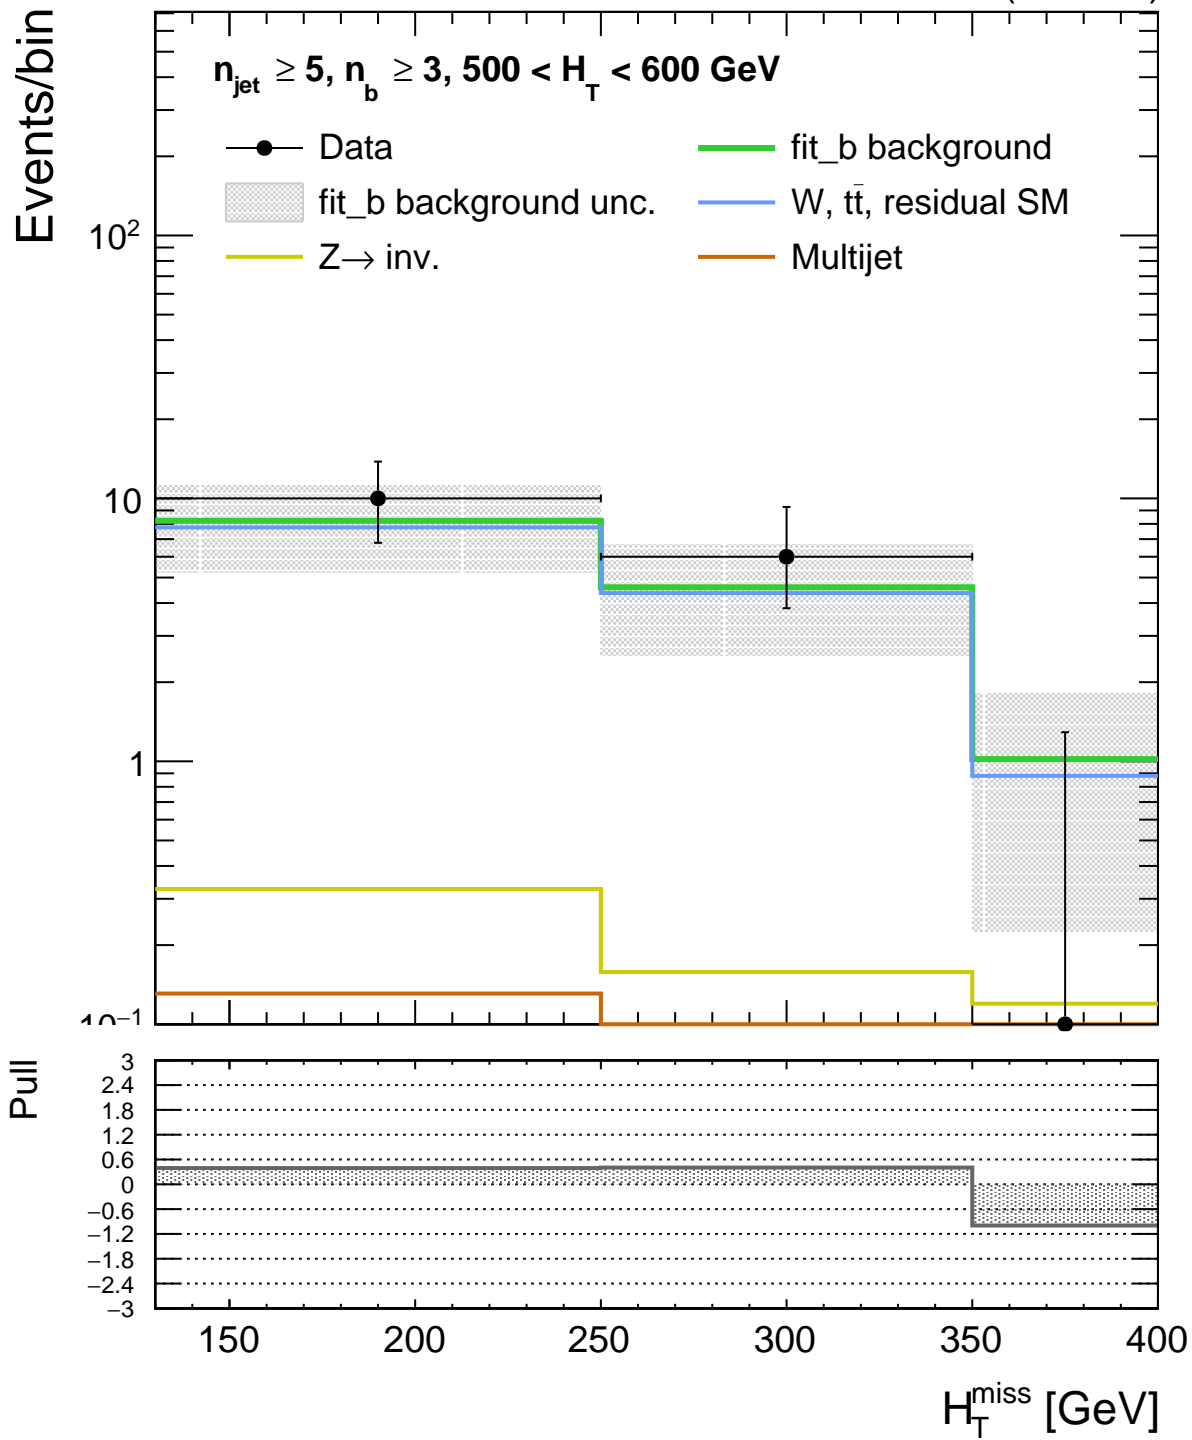 Events/bin
n_jet ≥ 5, n_b ≥ 3, 500 < H_T < 600 GeV
Data
fit_b background
fit_b background unc.
W, tt̄, residual SM
Z→ inv.
Multijet
10²
10
1
10⁻¹
Pull
3
2.4
1.8
1.2
0.6
0
−0.6
−1.2
−1.8
−2.4
−3
150 200 250 300 350 400
H_T^miss [GeV]